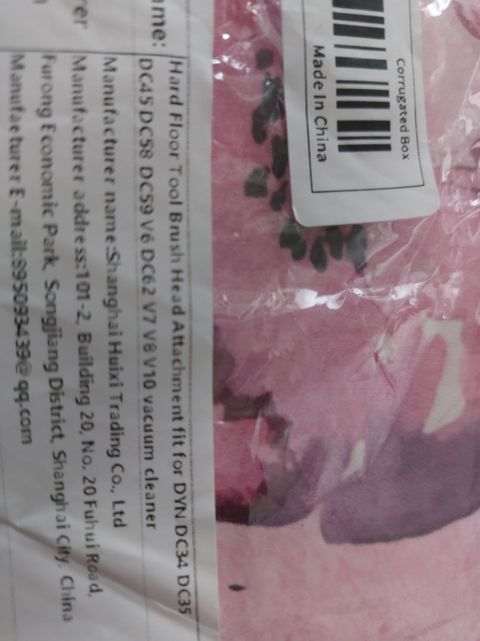 Corrugated Box
Made In China
ame:
Hard Floor Tool Brush Head Attachment fit for DYN DC34 DC35
DC45 DC58 DC59 V6 DC62 V7 V8 V10 vacuum cleaner
rer
Manufacturer name:Shanghai Huixi Trading Co., Ltd
Manufacturer address:101-2, Building 20, No. 20 Fuhui Road,
Furong Economic Park, Songjiang District, Shanghai City, China
Manufaeturer E-mail:895093439@qq.com